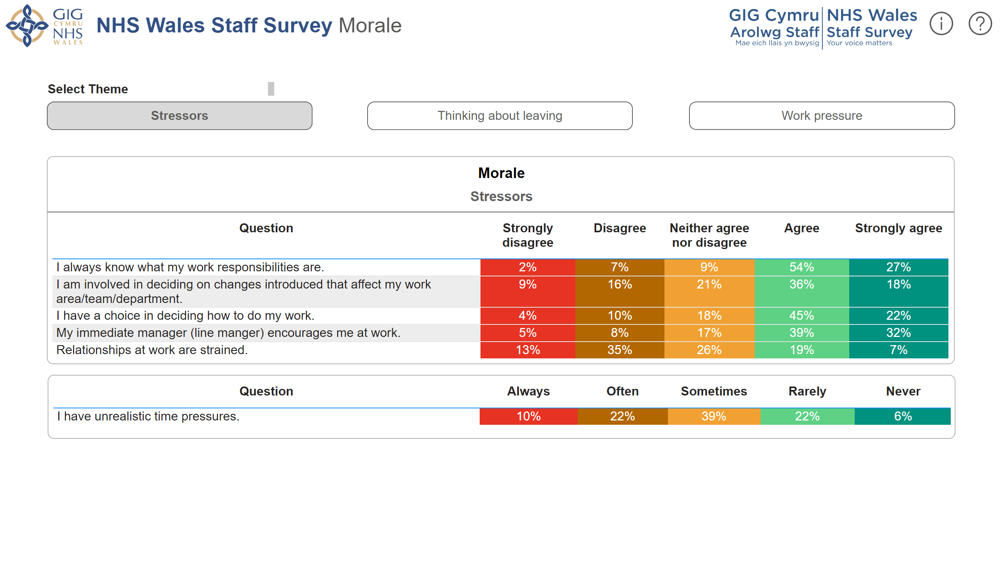 GIG
CYMRU
NHS
WALES
NHS Wales Staff Survey Morale
GIG Cymru NHS Wales
Arolwg Staff Staff Survey
Mae eich llais yn bwysig Your voice matters
Select Theme
Stressors Thinking about leaving Work pressure
Morale
Stressors
Question Strongly disagree Disagree Neither agree nor disagree Agree Strongly agree
I always know what my work responsibilities are. 2% 7% 9% 54% 27%
I am involved in deciding on changes introduced that affect my work 9% 16% 21% 36% 18%
area/team/department.
I have a choice in deciding how to do my work. 4% 10% 18% 45% 22%
My immediate manager (line manger) encourages me at work. 5% 8% 17% 39% 32%
Relationships at work are strained. 13% 35% 26% 19% 7%
Question Always Often Sometimes Rarely Never
I have unrealistic time pressures. 10% 22% 39% 22% 6%